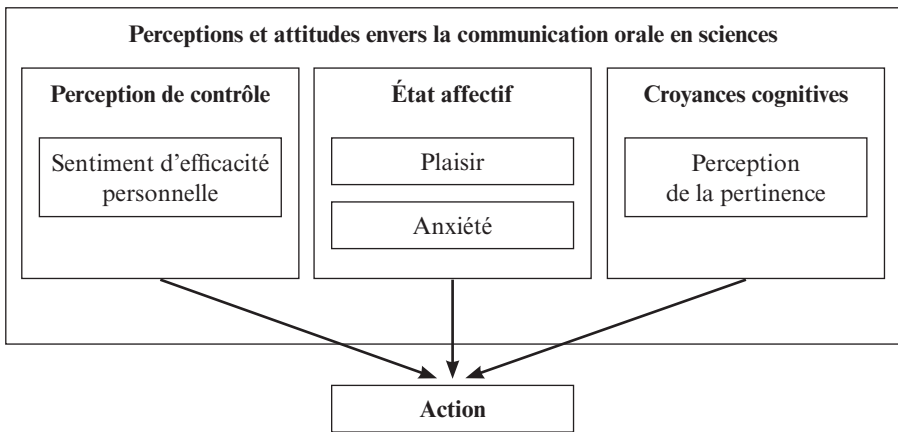 Perceptions et attitudes envers la communication orale en sciences
Perception de contrôle
Sentiment d'efficacité
personnelle
État affectif
Plaisir
Anxiété
Croyances cognitives
Perception
de la pertinence
Action